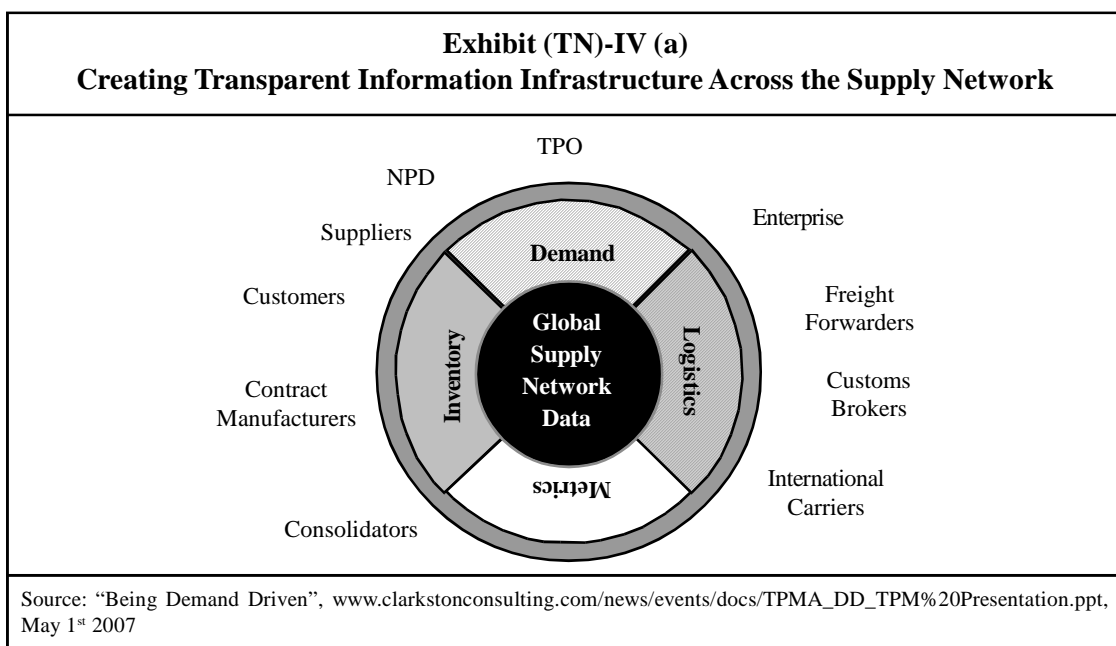 Exhibit (TN)-IV (a)
Creating Transparent Information Infrastructure Across the Supply Network
TPO
NPD
Enterprise
Suppliers
Demand
Customers
Freight
Forwarders
Global
Supply
Network
Data
Inventory
Logistics
Contract
Manufacturers
Customs
Brokers
Metrics
International
Carriers
Consolidators
Source: “Being Demand Driven”, www.clarkstonconsulting.com/news/events/docs/TPMA_DD_TPM%20Presentation.ppt,
May 1st 2007